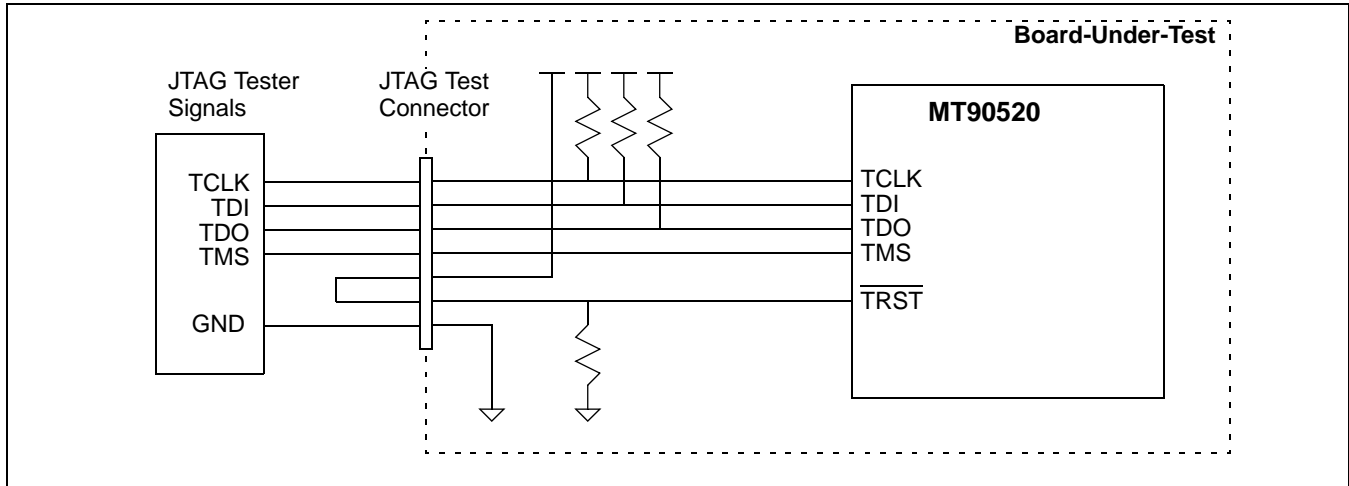 Board-Under-Test
JTAG Tester
Signals
JTAG Test
Connector
MT90520
TCLK
TDI
TDO
TMS
GND
TCLK
TDI
TDO
TMS
TRST